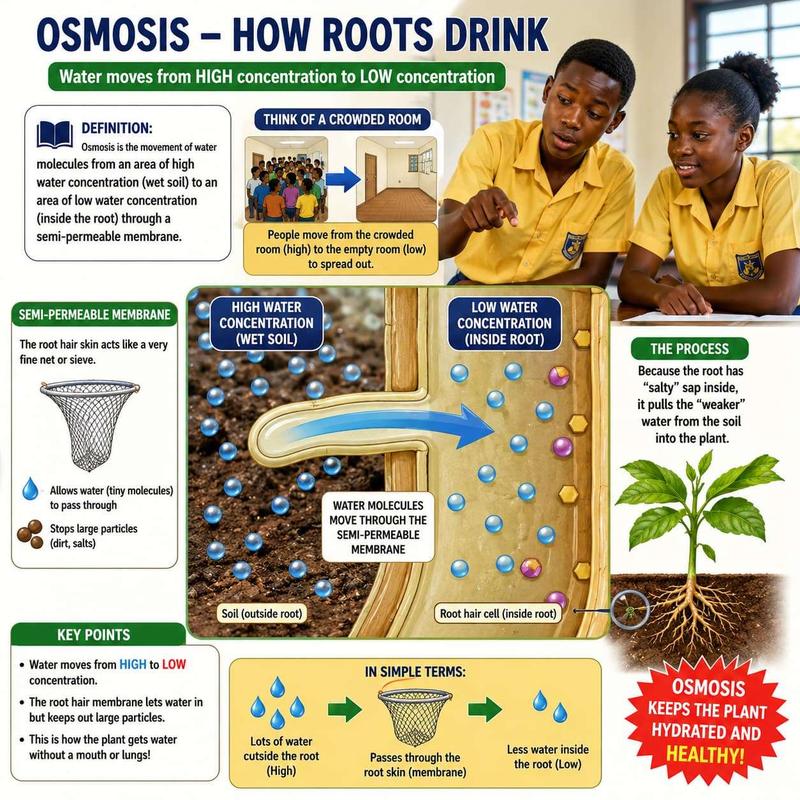 OSMOSIS – HOW ROOTS DRINK
Water moves from HIGH concentration to LOW concentration
DEFINITION:
Osmosis is the movement of water
molecules from an area of high
water concentration (wet soil) to an
area of low water concentration
(inside the root) through a
semi-permeable membrane.
THINK OF A CROWDED ROOM
People move from the crowded
room (high) to the empty room (low)
to spread out.
SEMI-PERMEABLE MEMBRANE
The root hair skin acts like a very
fine net or sieve.
Allows water (tiny molecules)
to pass through
Stops large particles
(dirt, salts)
HIGH WATER
CONCENTRATION
(WET SOIL)
LOW WATER
CONCENTRATION
(INSIDE ROOT)
WATER MOLECULES
MOVE THROUGH THE
SEMI-PERMEABLE
MEMBRANE
Soil (outside root)
Root hair cell (inside root)
THE PROCESS
Because the root has
"salty" sap inside,
it pulls the "weaker"
water from the soil
into the plant.
KEY POINTS
• Water moves from HIGH to LOW
concentration.
• The root hair membrane lets water in
but keeps out large particles.
• This is how the plant gets water
without a mouth or lungs!
IN SIMPLE TERMS:
Lots of water
cutside the root
(High)
Passes through the
root skin (membrane)
Less water inside
the root (Low)
OSMOSIS
KEEPS THE PLANT
HYDRATED AND
HEALTHY!